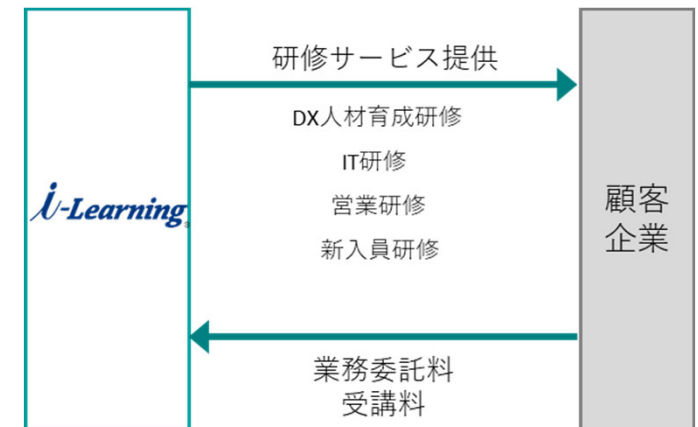 研修サービス提供
DX人材育成研修
IT研修
営業研修
新入員研修
i-Learning®
顧客
企業
業務委託料
受講料